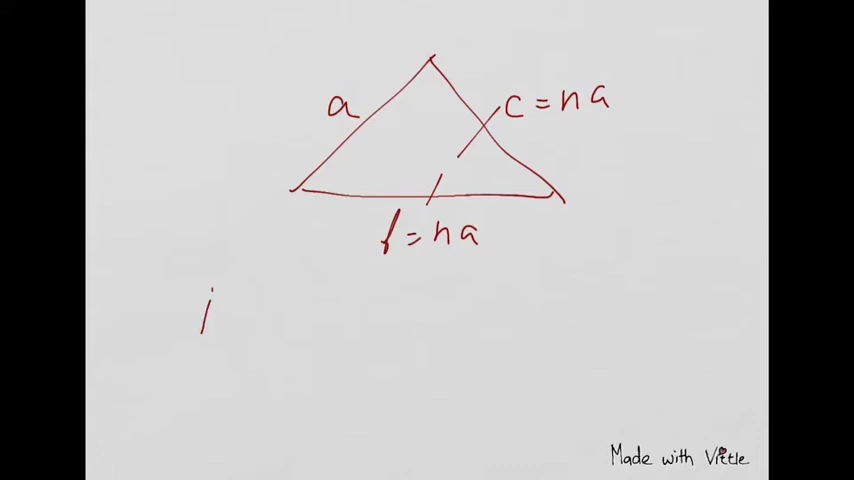 a
c = na
f = na
i
Made with Vittle